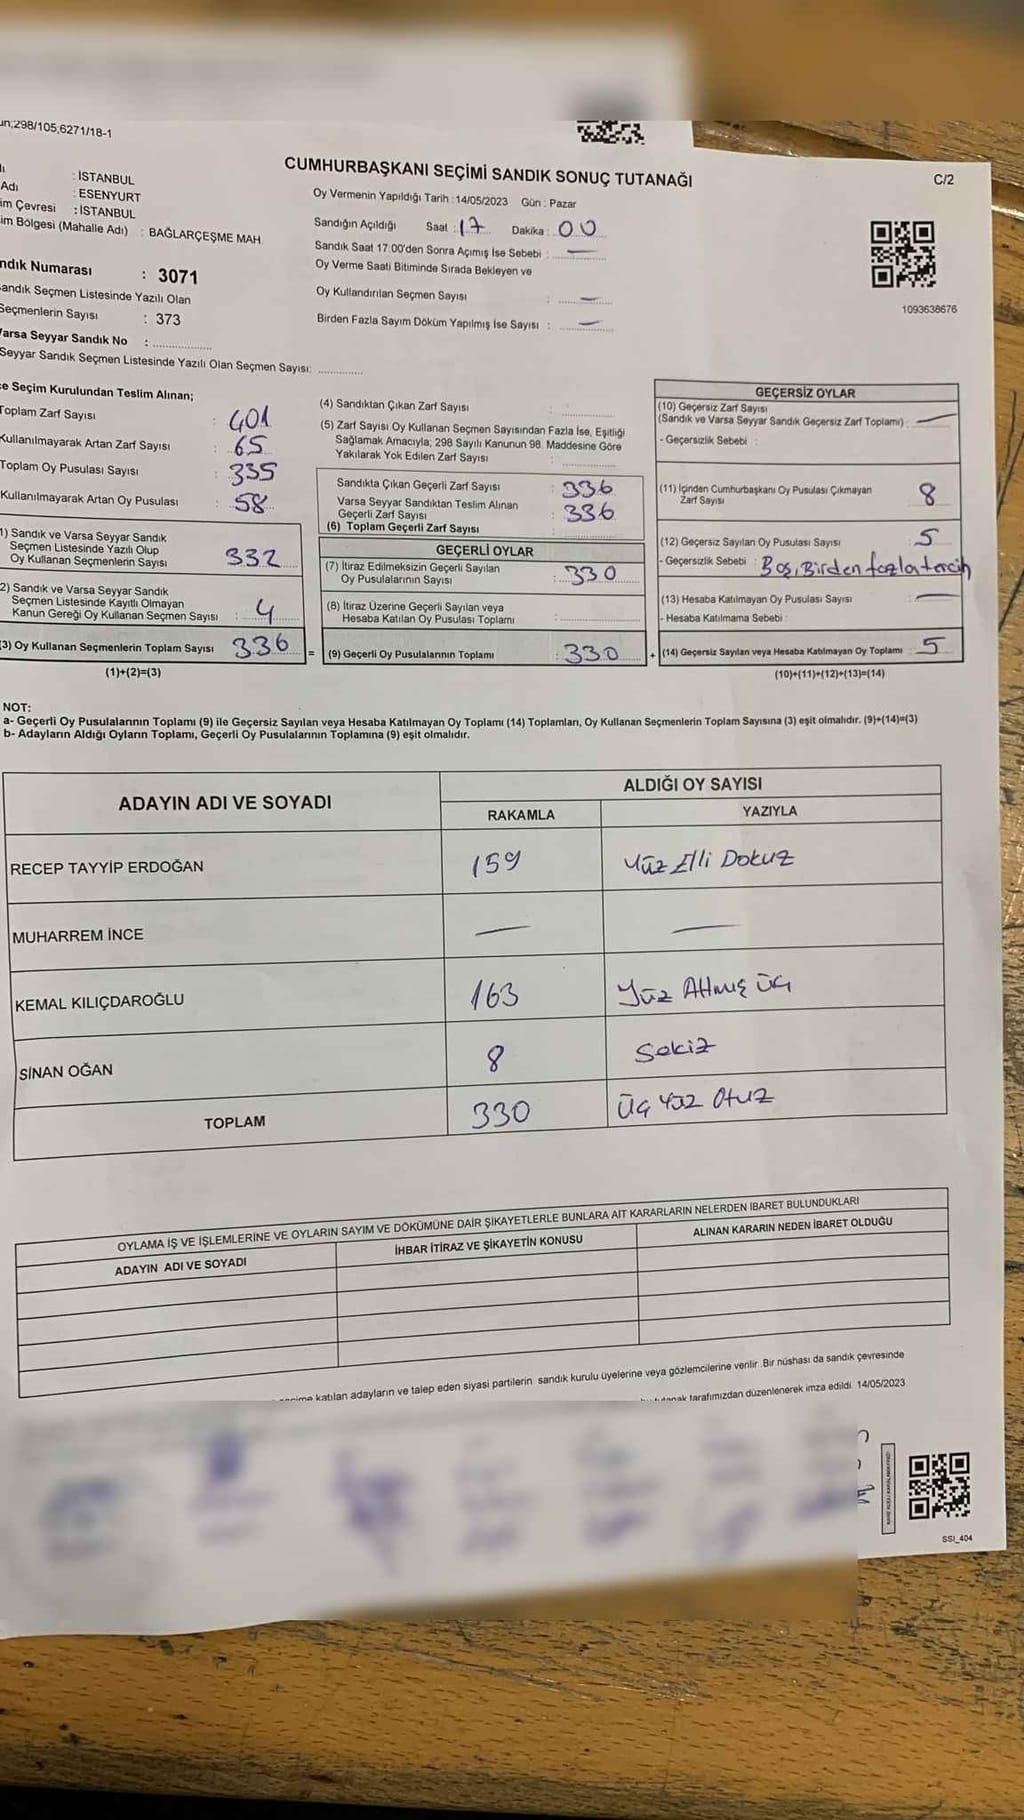 298/105;6271/18-1
CUMHURBAŞKANI SEÇİMİ SANDIK SONUÇ TUTANAĞI
C/2
: İSTANBUL
Adı : ESENYURT
im Çevresi : İSTANBUL
im Bölgesi (Mahalle Adı) : BAĞLARÇEŞME MAH.
ndık Numarası : 3071
andık Seçmen Listesinde Yazılı Olan
Seçmenlerin Sayısı : 373
Varsa Seyyar Sandık No : ..................
Seyyar Sandık Seçmen Listesinde Yazılı Olan Seçmen Sayısı: .............
Oy Vermenin Yapıldığı Tarih : 14/05/2023 Gün : Pazar
Sandığın Açıldığı Saat : 17 Dakika : 00
Sandık Saat 17:00'den Sonra Açımış İse Sebebi : —
Oy Verme Saati Bitiminde Sırada Bekleyen ve
Oy Kullandırılan Seçmen Sayısı : —
Birden Fazla Sayım Döküm Yapılmış İse Sayısı : —
1093638676
e Seçim Kurulundan Teslim Alınan;
Toplam Zarf Sayısı : 401
Kullanılmayarak Artan Zarf Sayısı : 65
Toplam Oy Pusulası Sayısı : 335
Kullanılmayarak Artan Oy Pusulası : 58
1) Sandık ve Varsa Seyyar Sandık
Seçmen Listesinde Yazılı Olup
Oy Kullanan Seçmenlerin Sayısı 332
2) Sandık ve Varsa Seyyar Sandık
Seçmen Listesinde Kayıtlı Olmayan
Kanun Gereği Oy Kullanan Seçmen Sayısı : 4
3) Oy Kullanan Seçmenlerin Toplam Sayısı 336
(1)+(2)=(3)
(4) Sandıktan Çıkan Zarf Sayısı : .............
(5) Zarf Sayısı Oy Kullanan Seçmen Sayısından Fazla İse, Eşitliği
Sağlamak Amacıyla; 298 Sayılı Kanunun 98. Maddesine Göre
Yakılarak Yok Edilen Zarf Sayısı : .............
Sandıkta Çıkan Geçerli Zarf Sayısı : 336
Varsa Seyyar Sandıktan Teslim Alınan
Geçerli Zarf Sayısı : 336
(6) Toplam Geçerli Zarf Sayısı
GEÇERLİ OYLAR
(7) İtiraz Edilmeksizin Geçerli Sayılan
Oy Pusulalarının Sayısı : 330
(8) İtiraz Üzerine Geçerli Sayılan veya
Hesaba Katılan Oy Pusulası Toplamı : .............
= (9) Geçerli Oy Pusulalarının Toplamı : 330
GEÇERSİZ OYLAR
(10) Geçersiz Zarf Sayısı
(Sandık ve Varsa Seyyar Sandık Geçersiz Zarf Toplamı) : —
- Geçersizlik Sebebi :
(11) İçinden Cumhurbaşkanı Oy Pusulası Çıkmayan
Zarf Sayısı 8
(12) Geçersiz Sayılan Oy Pusulası Sayısı : 5
- Geçersizlik Sebebi : Boş, Birden fazla tercih
(13) Hesaba Katılmayan Oy Pusulası Sayısı : —
- Hesaba Katılmama Sebebi :
+ (14) Geçersiz Sayılan veya Hesaba Katılmayan Oy Toplamı : 5
(10)+(11)+(12)+(13)=(14)
NOT:
a- Geçerli Oy Pusulalarının Toplamı (9) ile Geçersiz Sayılan veya Hesaba Katılmayan Oy Toplamı (14) Toplamları, Oy Kullanan Seçmenlerin Toplam Sayısına (3) eşit olmalıdır. (9)+(14)=(3)
b- Adayların Aldığı Oyların Toplamı, Geçerli Oy Pusulalarının Toplamına (9) eşit olmalıdır.
ADAYIN ADI VE SOYADI ALDIĞI OY SAYISI
RAKAMLA YAZIYLA
RECEP TAYYİP ERDOĞAN 159 Yüz Elli Dokuz
MUHARREM İNCE — —
KEMAL KILIÇDAROĞLU 163 Yüz Altmış Üç
SİNAN OĞAN 8 Sekiz
TOPLAM 330 Üç Yüz Otuz
OYLAMA İŞ VE İŞLEMLERİNE VE OYLARIN SAYIM VE DÖKÜMÜNE DAİR ŞİKAYETLERLE BUNLARA AİT KARARLARIN NELERDEN İBARET BULUNDUKLARI
ADAYIN ADI VE SOYADI İHBAR İTİRAZ VE ŞİKAYETİN KONUSU ALINAN KARARIN NEDEN İBARET OLDUĞU
katılan adayların ve talep eden siyasi partilerin sandık kurulu üyelerine veya gözlemcilerine verilir. Bir nüshası da sandık çevresinde
tarafımızdan düzenlenerek imza edildi. 14/05/2023
SSI_404